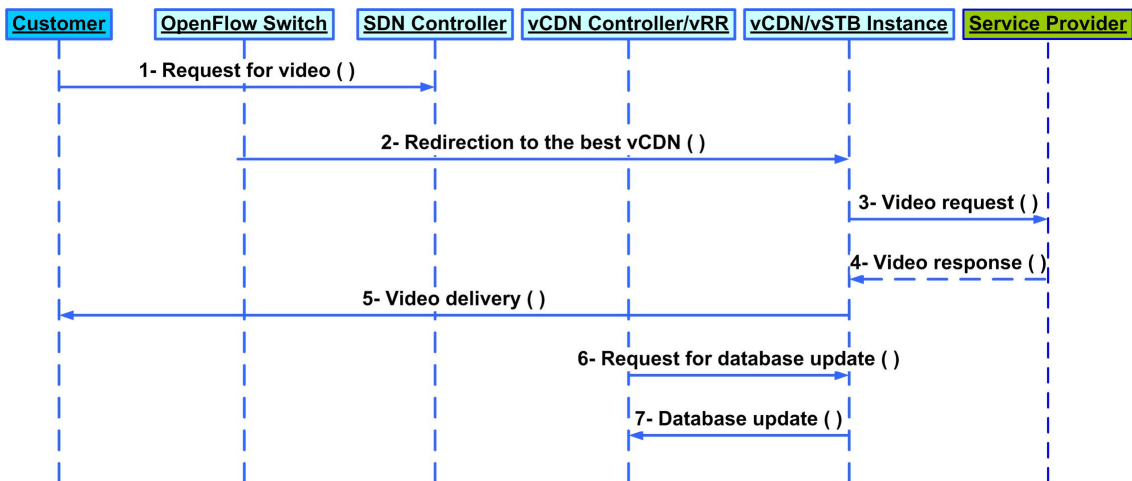 Customer
OpenFlow Switch
SDN Controller
vCDN Controller/vRR
vCDN/vSTB Instance
Service Provider
1- Request for video ( )
2- Redirection to the best vCDN ( )
3- Video request ( )
4- Video response ( )
5- Video delivery ( )
6- Request for database update ( )
7- Database update ( )